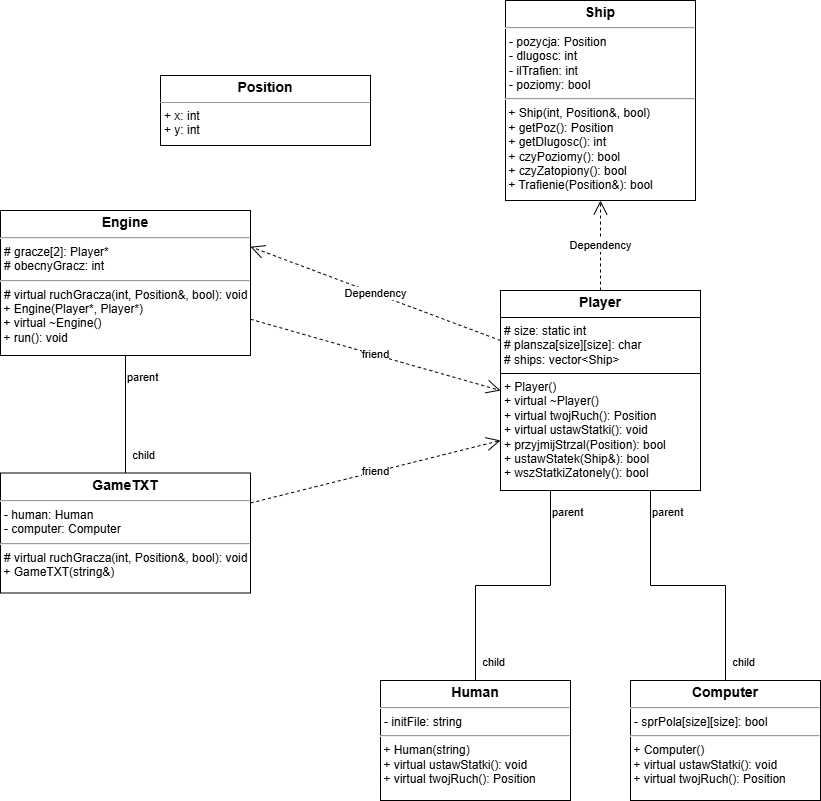 Ship
- pozycja: Position
- dlugosc: int
- ilTrafien: int
- poziomy: bool
+ Ship(int, Position&, bool)
+ getPoz(): Position
+ getDlugosc(): int
+ czyPoziomy(): bool
+ czyZatopiony(): bool
+ Trafienie(Position&): bool
Position
+ x: int
+ y: int
Engine
# gracze[2]: Player*
# obecnyGracz: int
# virtual ruchGracza(int, Position&, bool): void
+ Engine(Player*, Player*)
+ virtual ~Engine()
+ run(): void
Dependency
Dependency
friend
Player
# size: static int
# plansza[size][size]: char
# ships: vector<Ship>
+ Player()
+ virtual ~Player()
+ virtual twojRuch(): Position
+ virtual ustawStatki(): void
+ przyjmijStrzal(Position): bool
+ ustawStatek(Ship&): bool
+ wszStatkiZatonely(): bool
parent
child
friend
GameTXT
- human: Human
- computer: Computer
# virtual ruchGracza(int, Position&, bool): void
+ GameTXT(string&)
parent
parent
child
child
Human
- initFile: string
+ Human(string)
+ virtual ustawStatki(): void
+ virtual twojRuch(): Position
Computer
- sprPola[size][size]: bool
+ Computer()
+ virtual ustawStatki(): void
+ virtual twojRuch(): Position